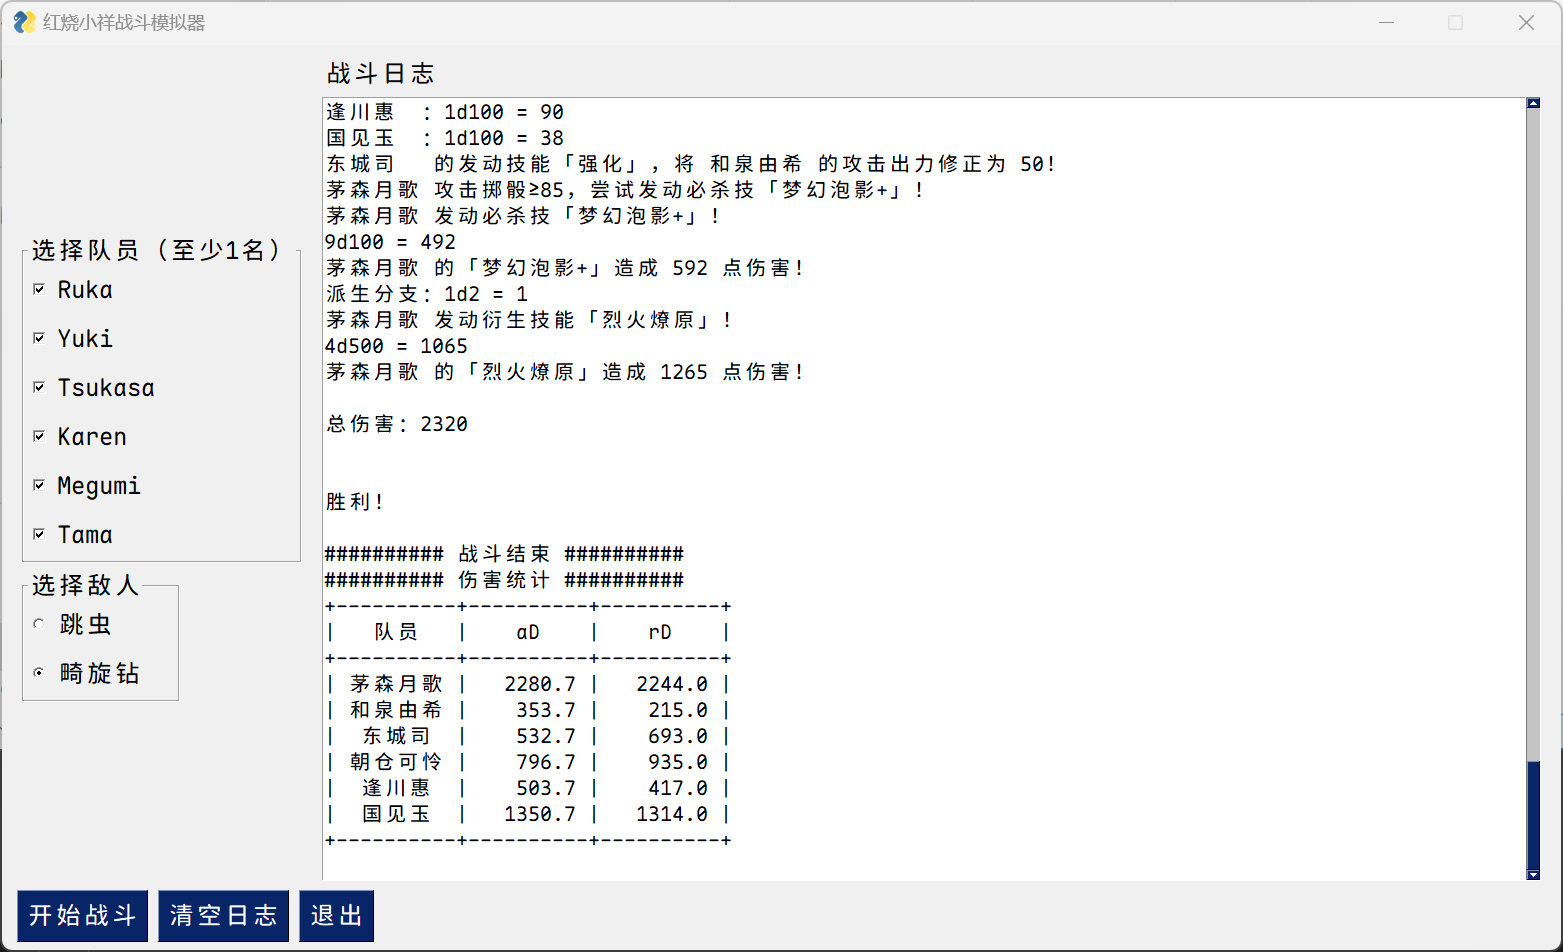 红烧小祥战斗模拟器
战斗日志
逢川惠 : 1d100 = 90
国见玉 : 1d100 = 38
东城司 的发动技能「强化」, 将 和泉由希 的攻击出力修正为 50!
茅森月歌 攻击掷骰≥85, 尝试发动必杀技「梦幻泡影+」!
茅森月歌 发动必杀技「梦幻泡影+」!
9d100 = 492
茅森月歌 的「梦幻泡影+」造成 592 点伤害!
派生分支: 1d2 = 1
茅森月歌 发动衍生技能「烈火燎原」!
4d500 = 1065
茅森月歌 的「烈火燎原」造成 1265 点伤害!
总伤害: 2320
胜利!
########## 战斗结束 ##########
########## 伤害统计 ##########
+----------+----------+----------+
| 队员 | aD | rD |
+----------+----------+----------+
| 茅森月歌 | 2280.7 | 2244.0 |
| 和泉由希 | 353.7 | 215.0 |
| 东城司 | 532.7 | 693.0 |
| 朝仓可怜 | 796.7 | 935.0 |
| 逢川惠 | 503.7 | 417.0 |
| 国见玉 | 1350.7 | 1314.0 |
+----------+----------+----------+
选择队员（至少1名）
Ruka
Yuki
Tsukasa
Karen
Megumi
Tama
选择敌人
跳虫
畸旋钻
开始战斗
清空日志
退出